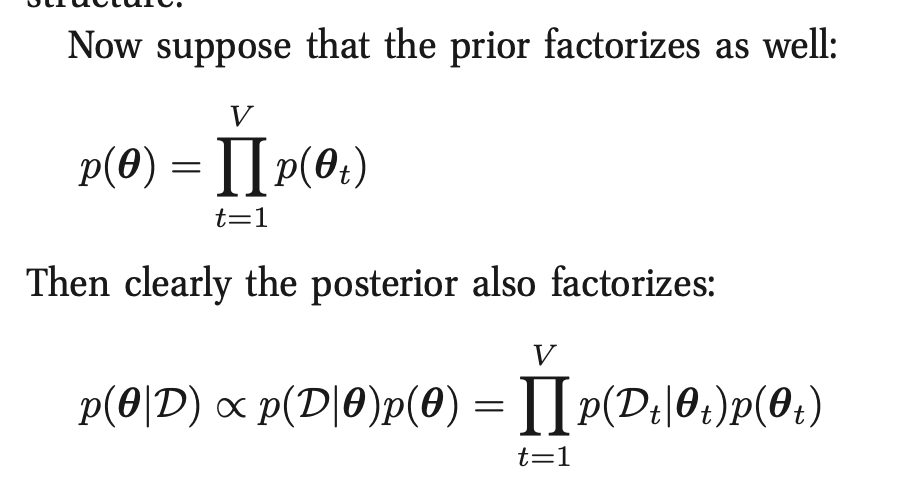 structure.
Now suppose that the prior factorizes as well:
p(θ) = ∏_{t=1}^{V} p(θ_t)
Then clearly the posterior also factorizes:
p(θ|𝒟) ∝ p(𝒟|θ)p(θ) = ∏_{t=1}^{V} p(𝒟_t|θ_t)p(θ_t)